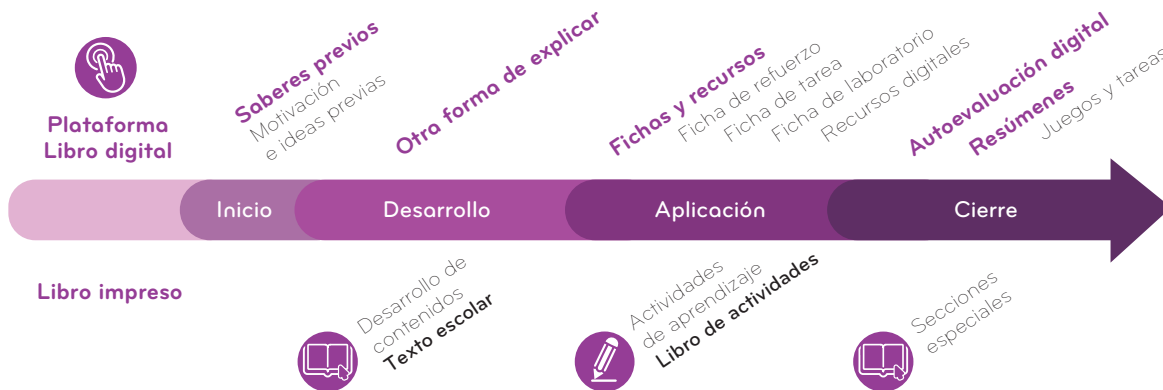 Plataforma
Libro digital
Saberes previos
Motivación
e ideas previas
Otra forma de explicar
Fichas y recursos
Ficha de refuerzo
Ficha de tarea
Ficha de laboratorio
Recursos digitales
Autoevaluación digital
Resúmenes
Juegos y tareas
Inicio
Desarrollo
Aplicación
Cierre
Libro impreso
Desarrollo de
contenidos
Texto escolar
Actividades
de aprendizaje
Libro de actividades
Secciones
especiales